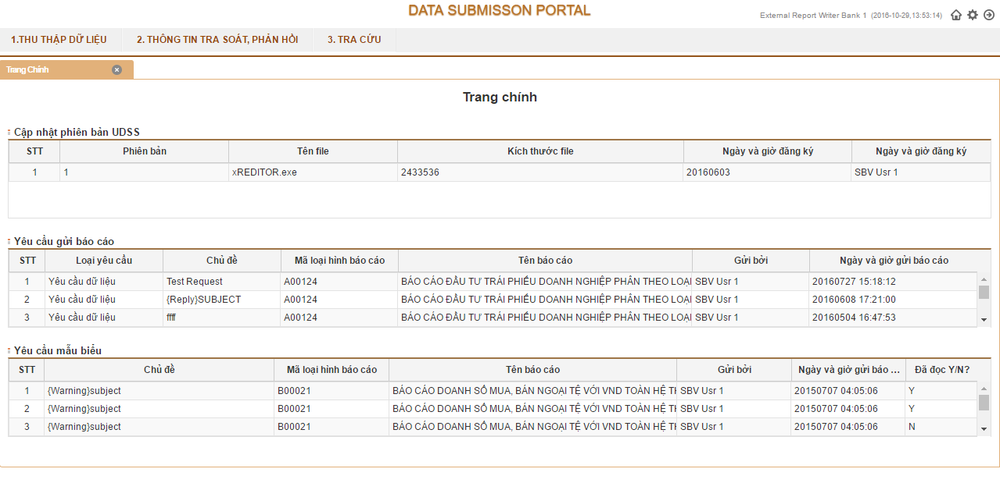 DATA SUBMISSON PORTAL
External Report Writer Bank 1 (2016-10-29,13:53:14)
1.THU THẬP DỮ LIỆU 2. THÔNG TIN TRA SOÁT, PHẢN HỒI 3. TRA CỨU
Trang Chính
Trang chính
Cập nhật phiên bản UDSS
STT Phiên bản Tên file Kích thước file Ngày và giờ đăng ký Ngày và giờ đăng ký
1 1 xREDITOR.exe 2433536 20160603 SBV Usr 1
Yêu cầu gửi báo cáo
STT Loại yêu cầu Chủ đề Mã loại hình báo cáo Tên báo cáo Gửi bởi Ngày và giờ gửi báo cáo
1 Yêu cầu dữ liệu Test Request A00124 BÁO CÁO ĐẦU TƯ TRÁI PHIẾU DOANH NGHIỆP PHÂN THEO LOẠI SBV Usr 1 20160727 15:18:12
2 Yêu cầu dữ liệu {Reply}SUBJECT A00124 BÁO CÁO ĐẦU TƯ TRÁI PHIẾU DOANH NGHIỆP PHÂN THEO LOẠI SBV Usr 1 20160608 17:21:00
3 Yêu cầu dữ liệu ffff A00124 BÁO CÁO ĐẦU TƯ TRÁI PHIẾU DOANH NGHIỆP PHÂN THEO LOẠI SBV Usr 1 20160504 16:47:53
Yêu cầu mẫu biểu
STT Chủ đề Mã loại hình báo cáo Tên báo cáo Gửi bởi Ngày và giờ gửi báo ... Đã đọc Y/N?
1 {Warning}subject B00021 BÁO CÁO DOANH SỐ MUA, BÁN NGOẠI TỆ VỚI VND TOÀN HỆ TH SBV Usr 1 20150707 04:05:06 Y
2 {Warning}subject B00021 BÁO CÁO DOANH SỐ MUA, BÁN NGOẠI TỆ VỚI VND TOÀN HỆ TH SBV Usr 1 20150707 04:05:06 Y
3 {Warning}subject B00021 BÁO CÁO DOANH SỐ MUA, BÁN NGOẠI TỆ VỚI VND TOÀN HỆ TH SBV Usr 1 20150707 04:05:06 N